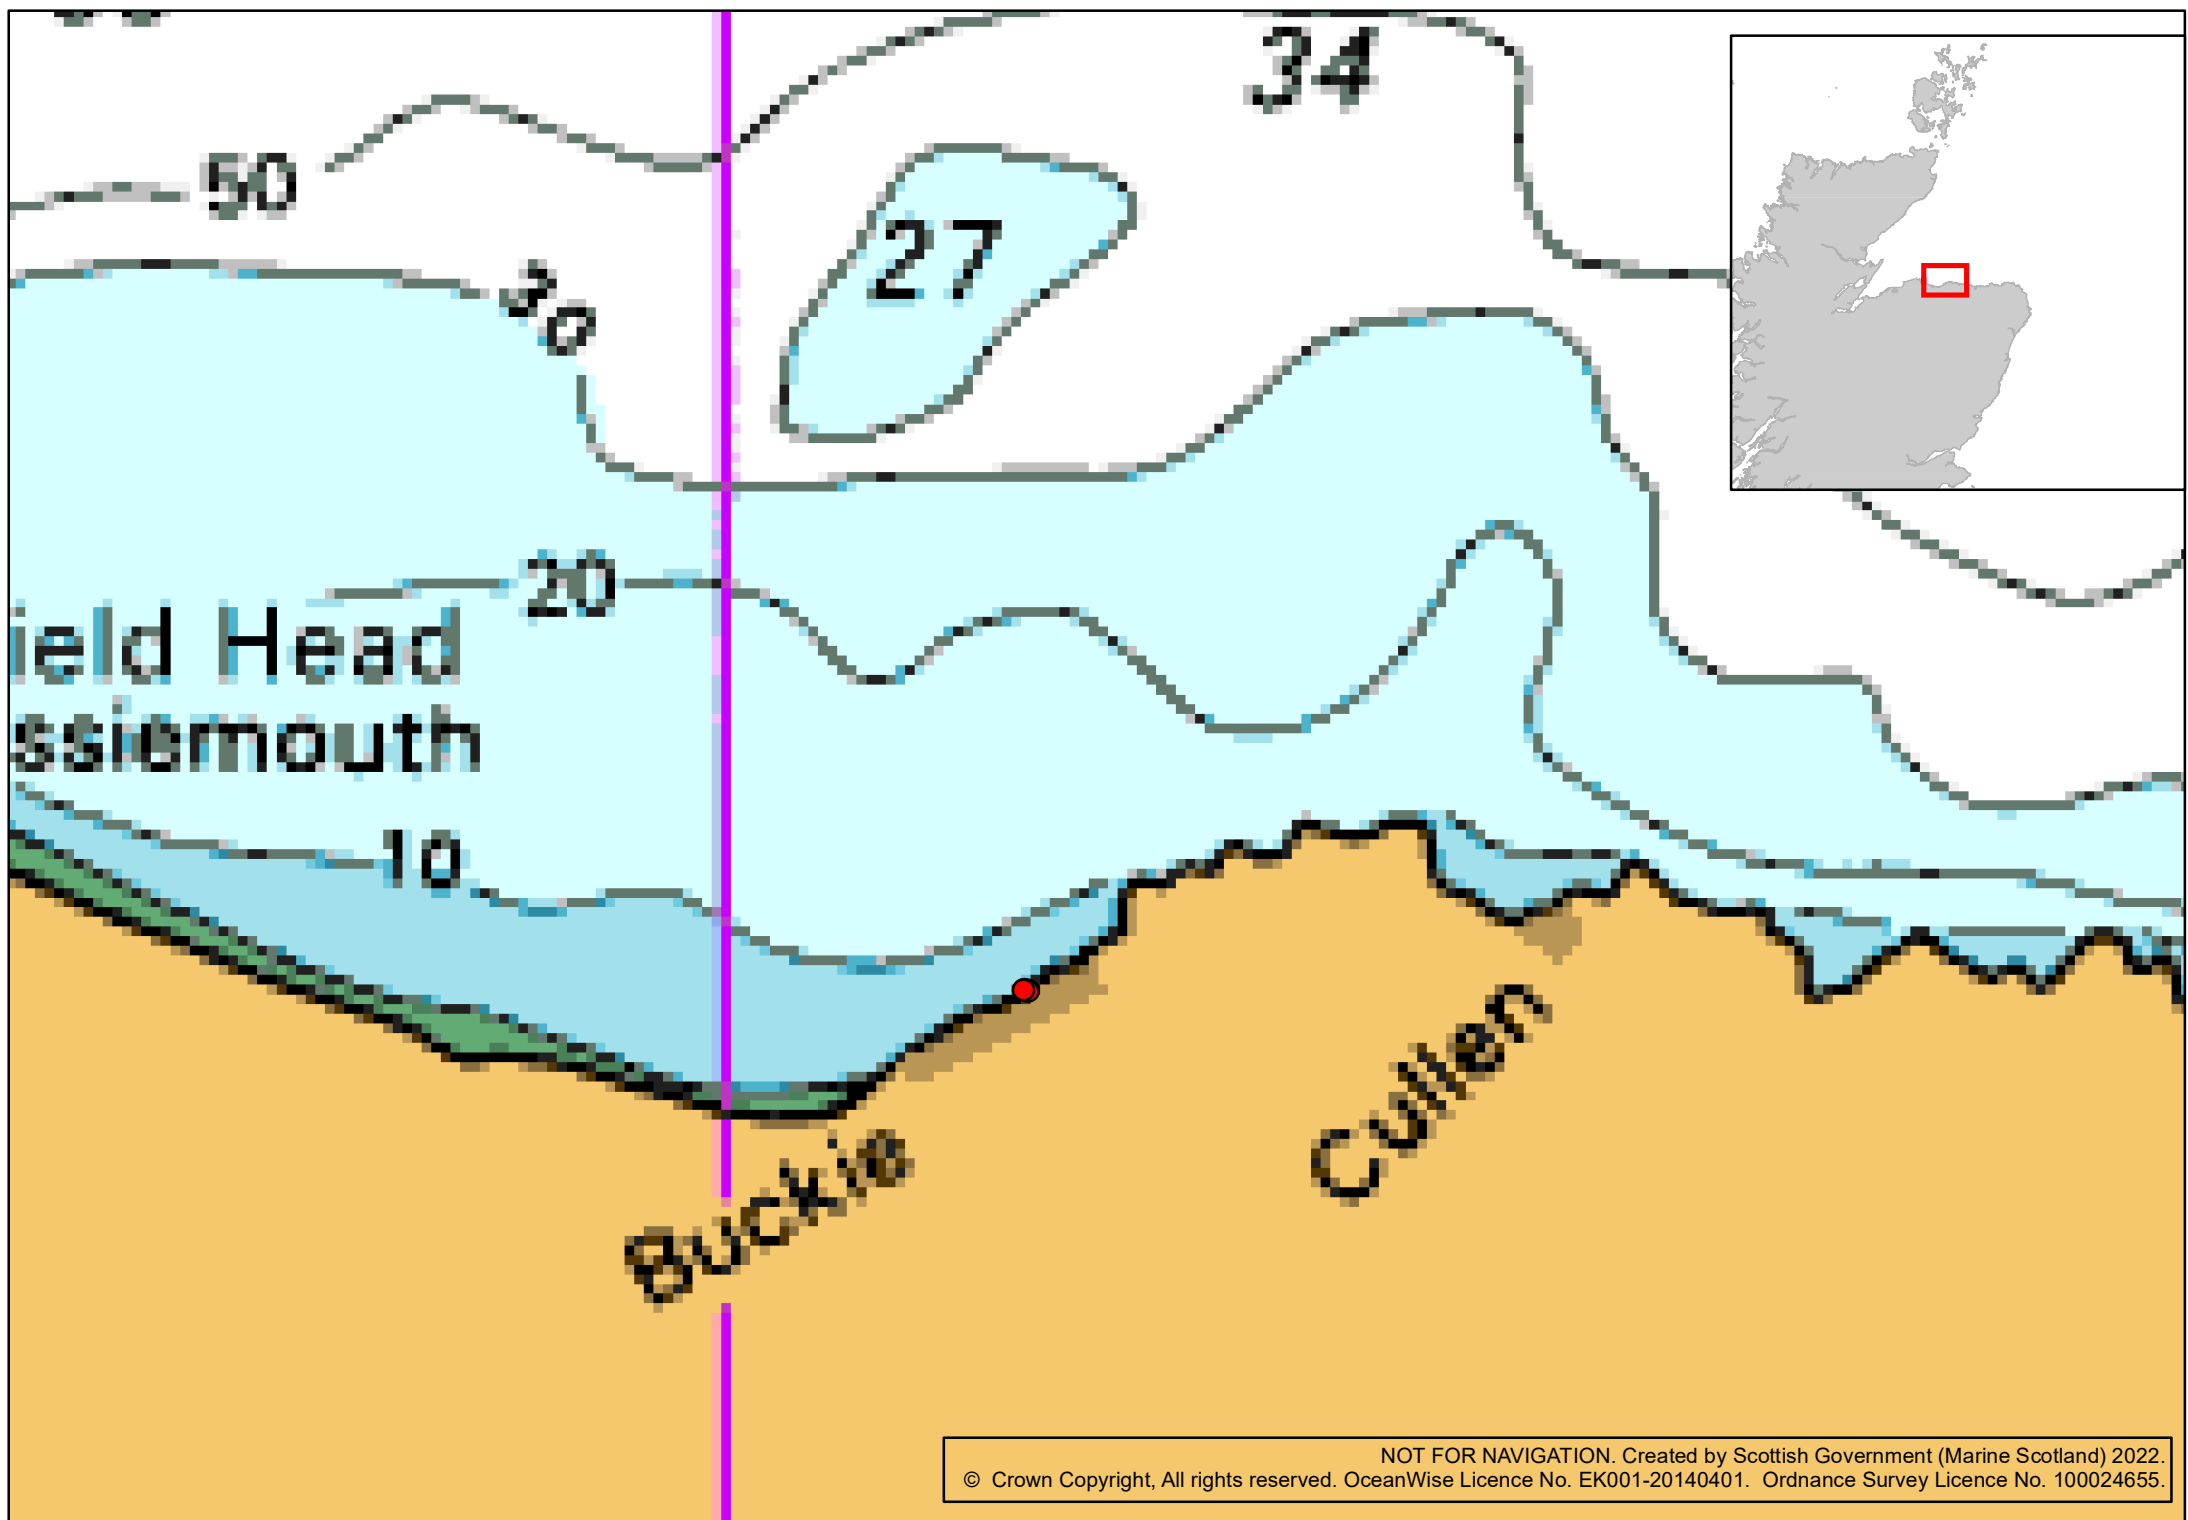 34
50
27
30
20
ield Head
ssiemouth
10
Cullen
Buckie
NOT FOR NAVIGATION. Created by Scottish Government (Marine Scotland) 2022.
© Crown Copyright, All rights reserved. OceanWise Licence No. EK001-20140401. Ordnance Survey Licence No. 100024655.